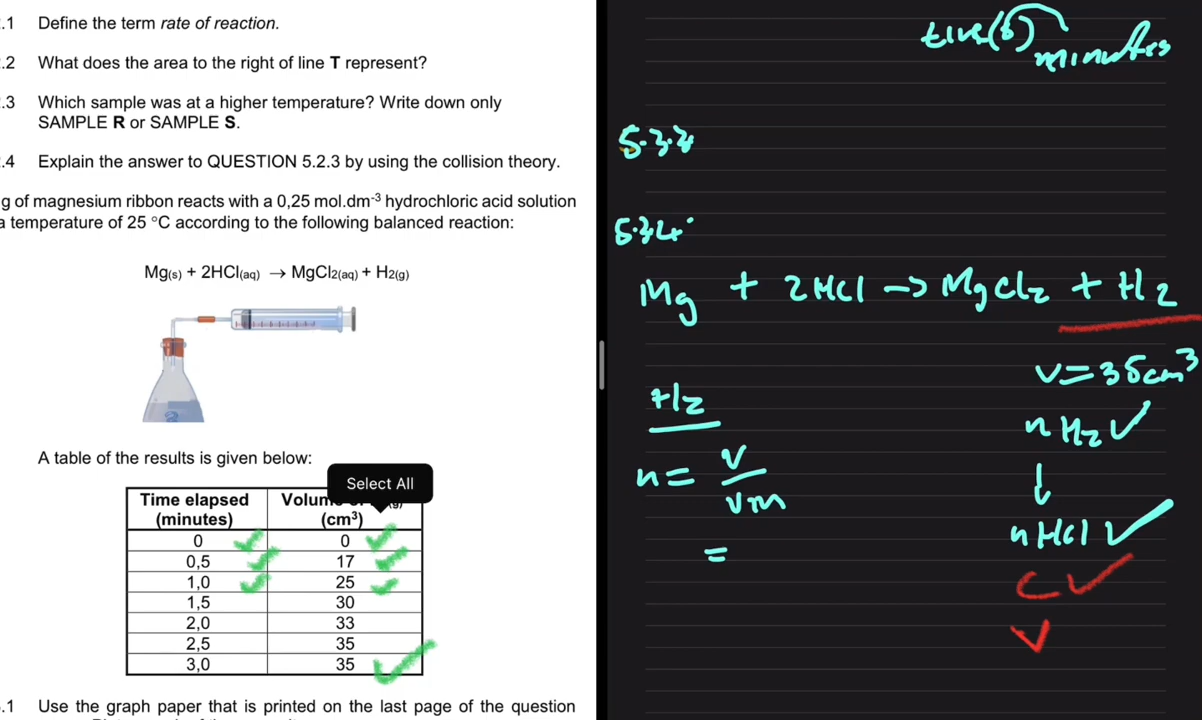 .1 Define the term rate of reaction.
.2 What does the area to the right of line T represent?
.3 Which sample was at a higher temperature? Write down only
SAMPLE R or SAMPLE S.
.4 Explain the answer to QUESTION 5.2.3 by using the collision theory.
g of magnesium ribbon reacts with a 0,25 mol.dm-3 hydrochloric acid solution
a temperature of 25 °C according to the following balanced reaction:
Mg(s) + 2HCl(aq) → MgCl2(aq) + H2(g)
A table of the results is given below:
Select All
Time elapsed (minutes) Volum (g) (cm3)
0 0
0,5 17
1,0 25
1,5 30
2,0 33
2,5 35
3,0 35
.1 Use the graph paper that is printed on the last page of the question
minutes
5.3.4
Mg + 2HCl → MgCl2 + H2
V = 35cm3
H2
n H2
n = V
Vm
n HCl
=
C
V